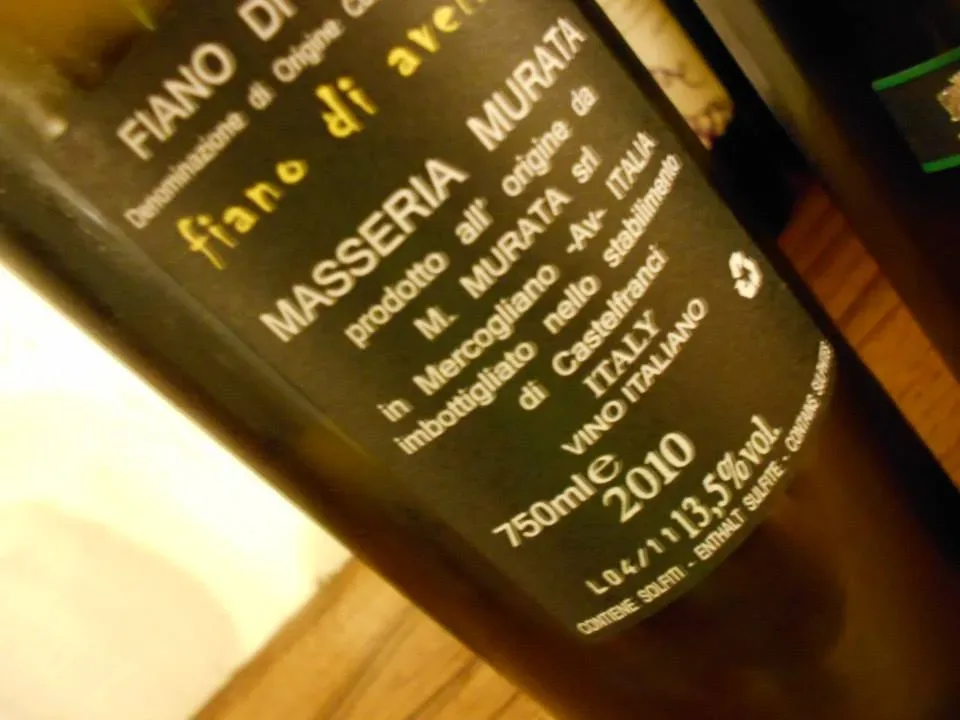 FIANO DI
Denominazione di Origine
fiano di
MASSERIA MURATA
prodotto all' origine da
M. MURATA srl
in Mercogliano -Av- ITALIA
imbottigliato nello stabilimento
di Castelfranci
ITALY
VINO ITALIANO
750ml e
2010
L04/11 13,5%vol.
CONTIENE SOLFITI - ENTHALT SULFITE - CONTAINS SULPHITES